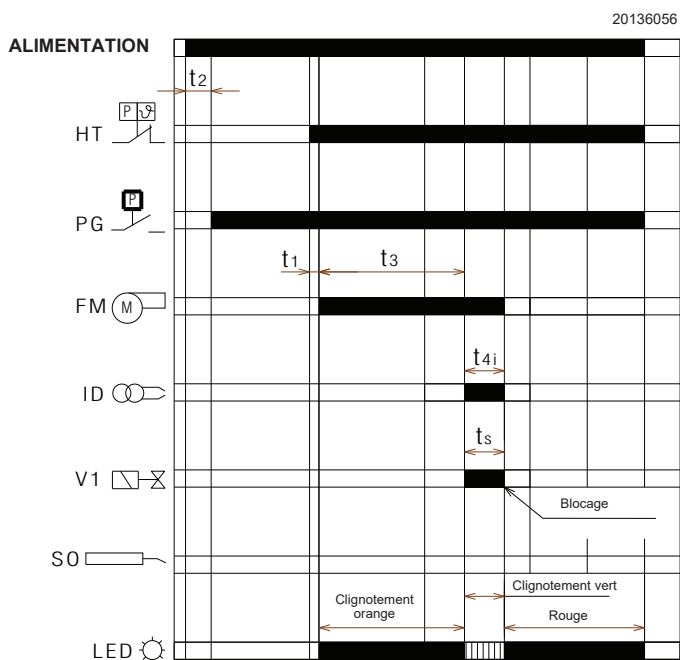 20136056
ALIMENTATION
t2
P ϑ
HT
P
PG
t1 t3
FM M
t4i
ID
ts
V1
Blocage
SO
Clignotement vert
Clignotement
orange
Rouge
LED